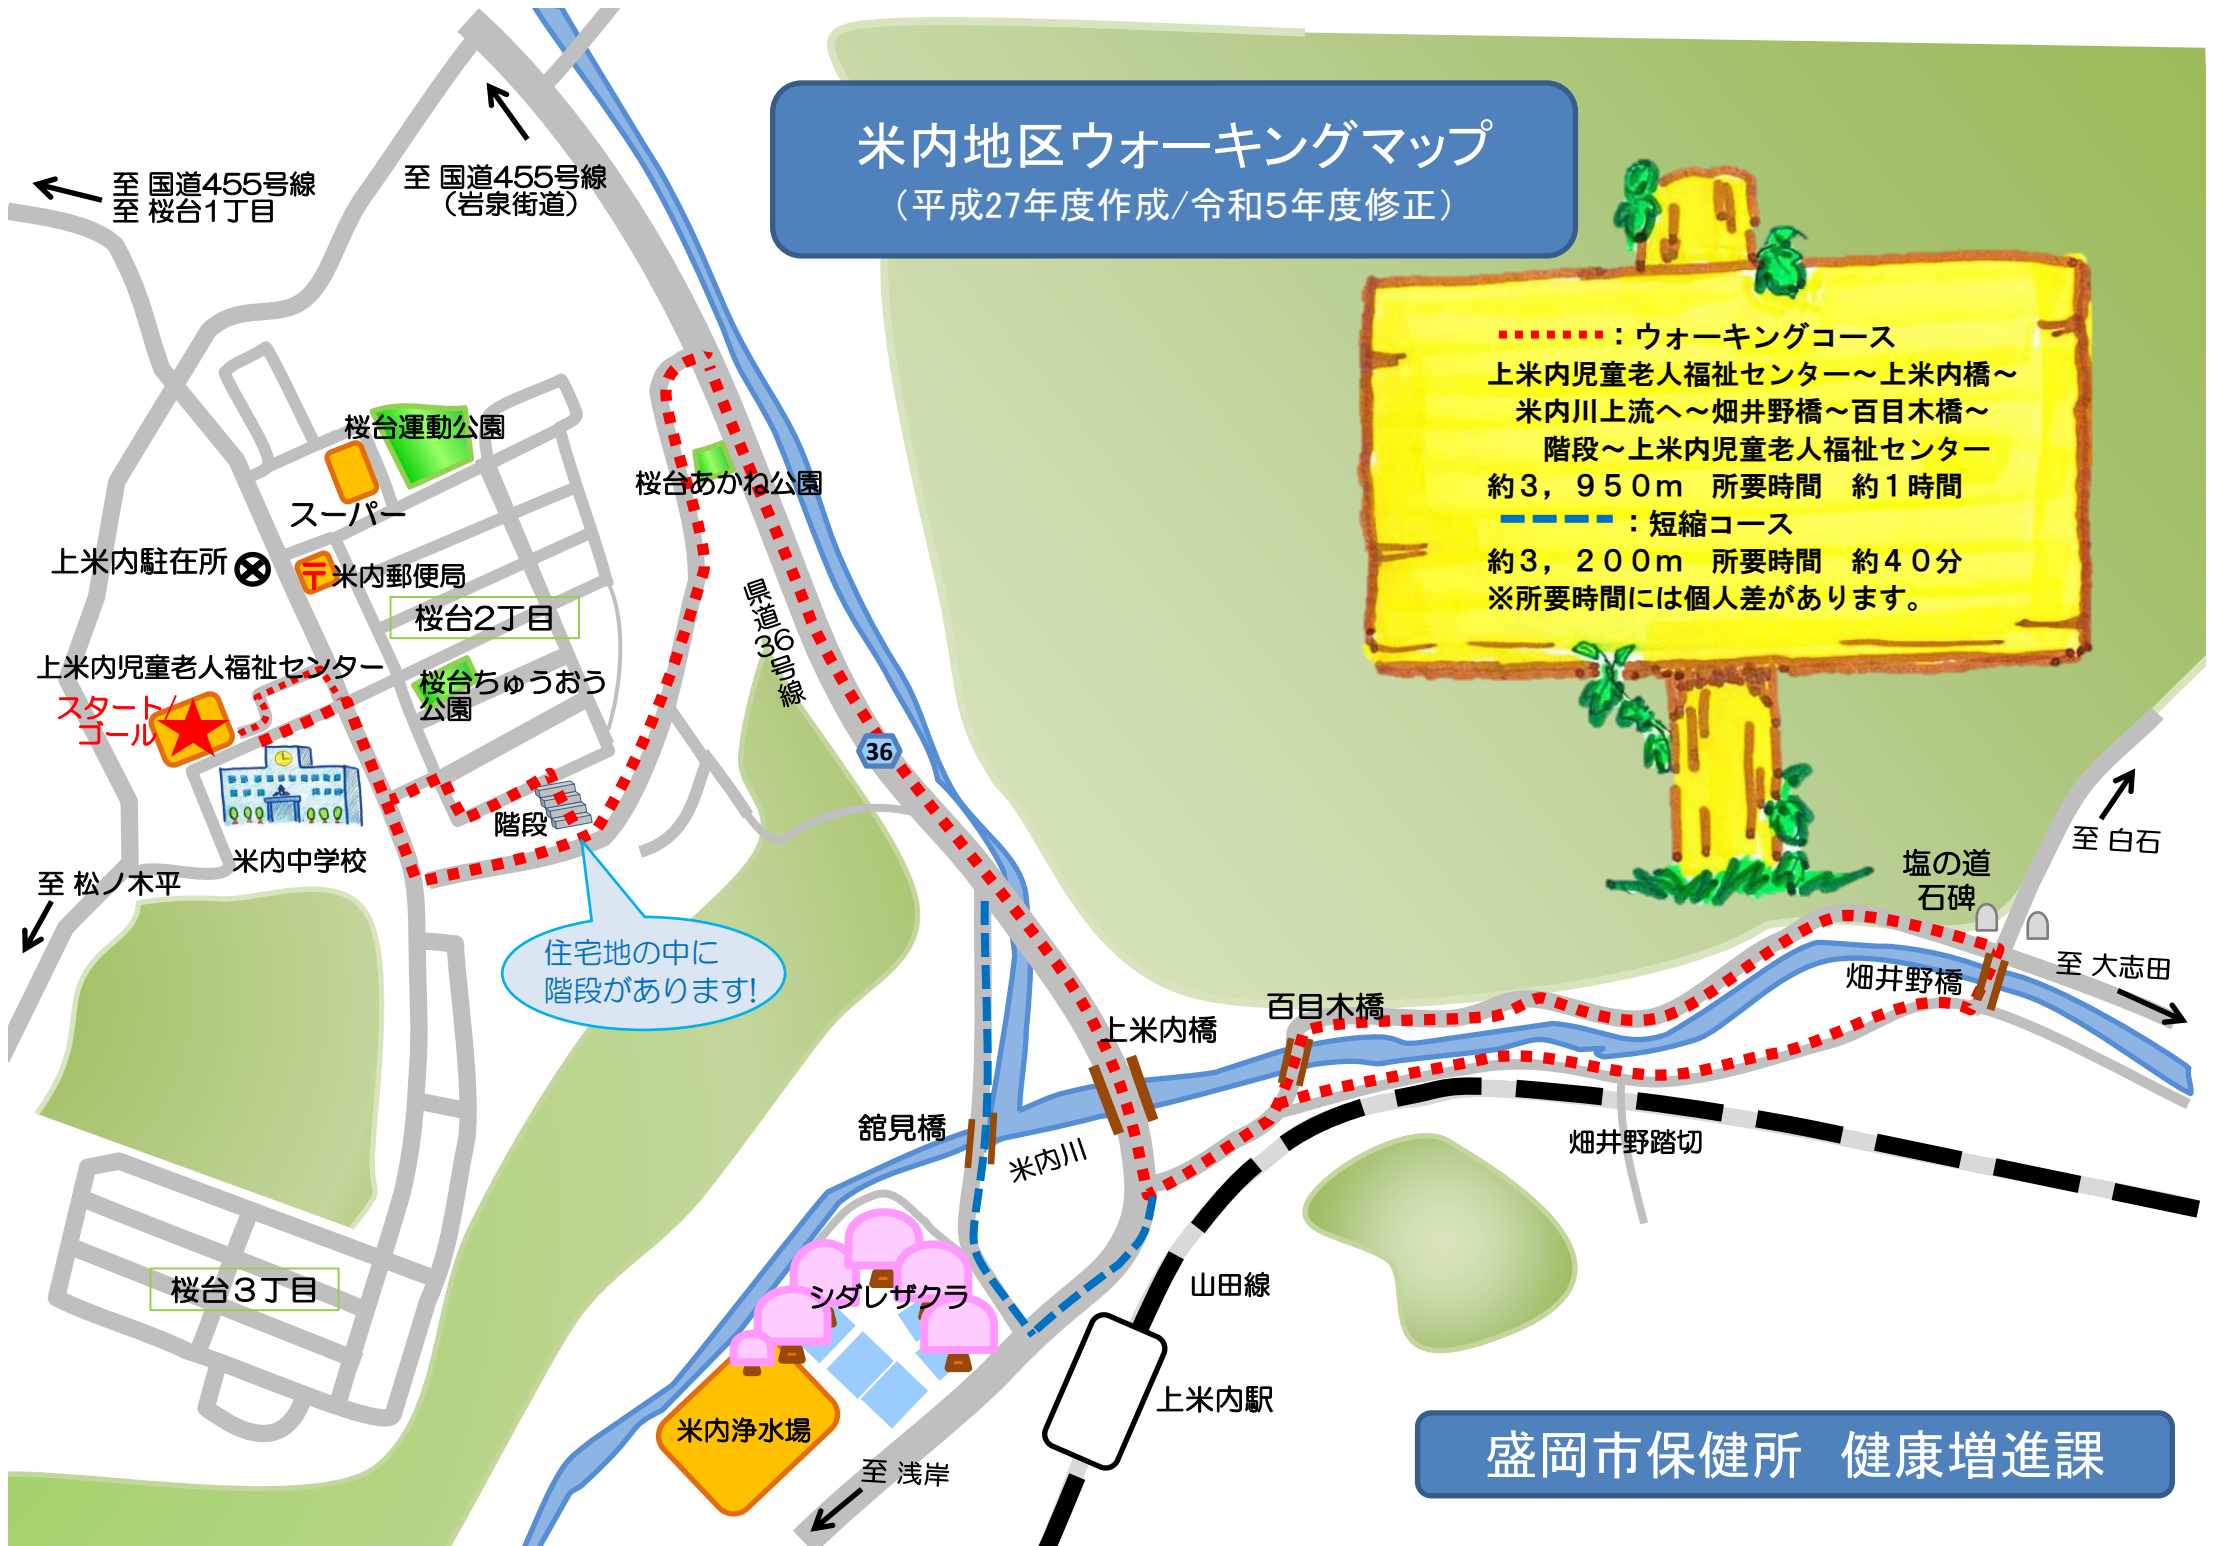 米内地区ウォーキングマップ
（平成27年度作成/令和5年度修正）
至 国道455号線
至 桜台1丁目
至 国道455号線
（岩泉街道）
：ウォーキングコース
上米内児童老人福祉センター～上米内橋～
米内川上流へ～畑井野橋～百目木橋～
階段～上米内児童老人福祉センター
約３，９５０ｍ　所要時間　約１時間
：短縮コース
約３，２００ｍ　所要時間　約４０分
※所要時間には個人差があります。
桜台運動公園
スーパー
桜台あかね公園
上米内駐在所
米内郵便局
桜台2丁目
県道36号線
上米内児童老人福祉センター
スタート/
ゴール
桜台ちゅうおう
公園
36
階段
米内中学校
至 松ノ木平
住宅地の中に
階段があります!
至 白石
塩の道
石碑
至 大志田
畑井野橋
百目木橋
上米内橋
舘見橋
米内川
畑井野踏切
桜台３丁目
シダレザクラ
山田線
上米内駅
米内浄水場
至 浅岸
盛岡市保健所　健康増進課